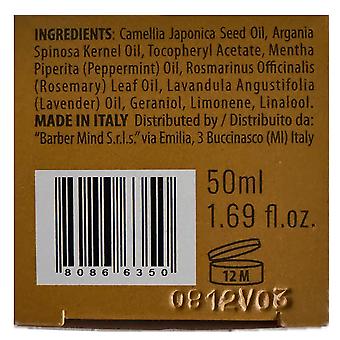 INGREDIENTS: Camellia Japonica Seed Oil, Argania
Spinosa Kernel Oil, Tocopheryl Acetate, Mentha
Piperita (Peppermint) Oil, Rosmarinus Officinalis
(Rosemary) Leaf Oil, Lavandula Angustifolia
(Lavender) Oil, Geraniol, Limonene, Linalool.
MADE IN ITALY Distributed by / Distribuito da:
"Barber Mind S.r.l.s." via Emilia, 3 Buccinasco (MI) Italy
50ml
1.69 fl.oz.
8086 6350
12 M
0812V03